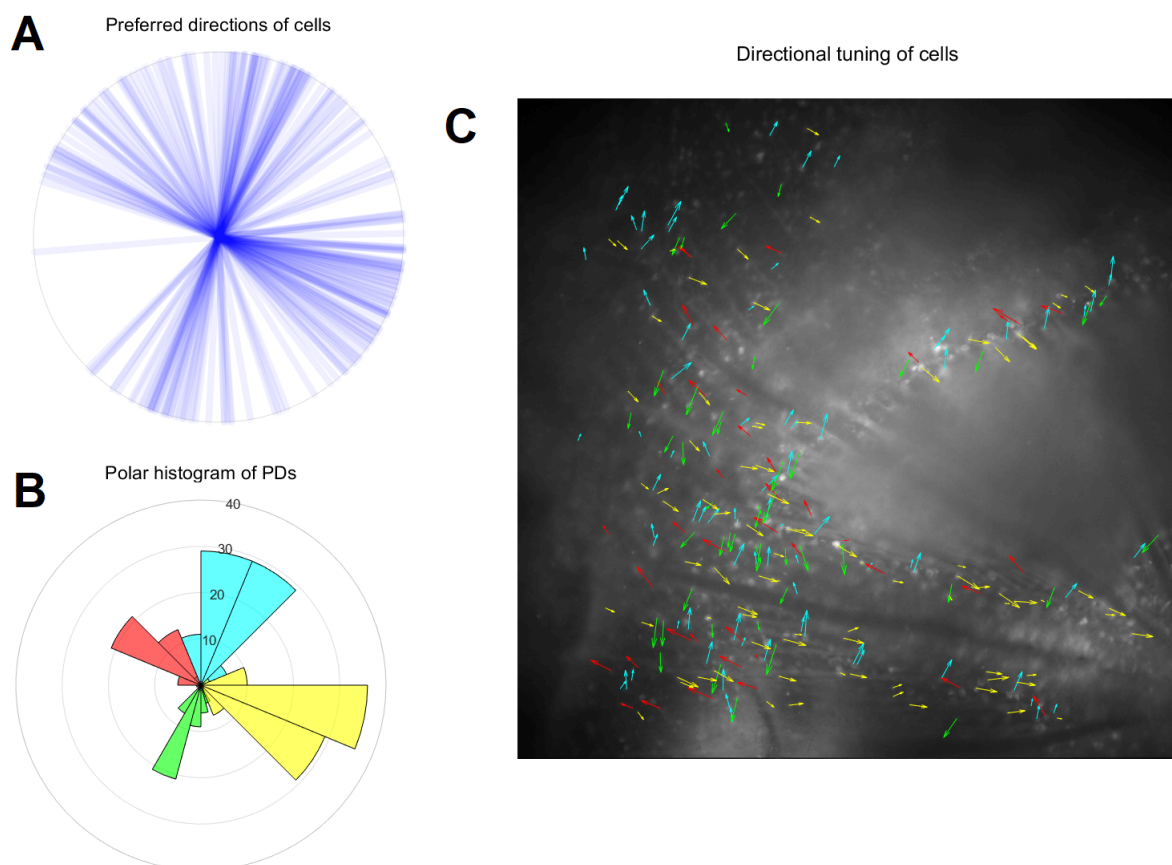 A
Preferred directions of cells
B
Polar histogram of PDs
40
30
20
10
Directional tuning of cells
C